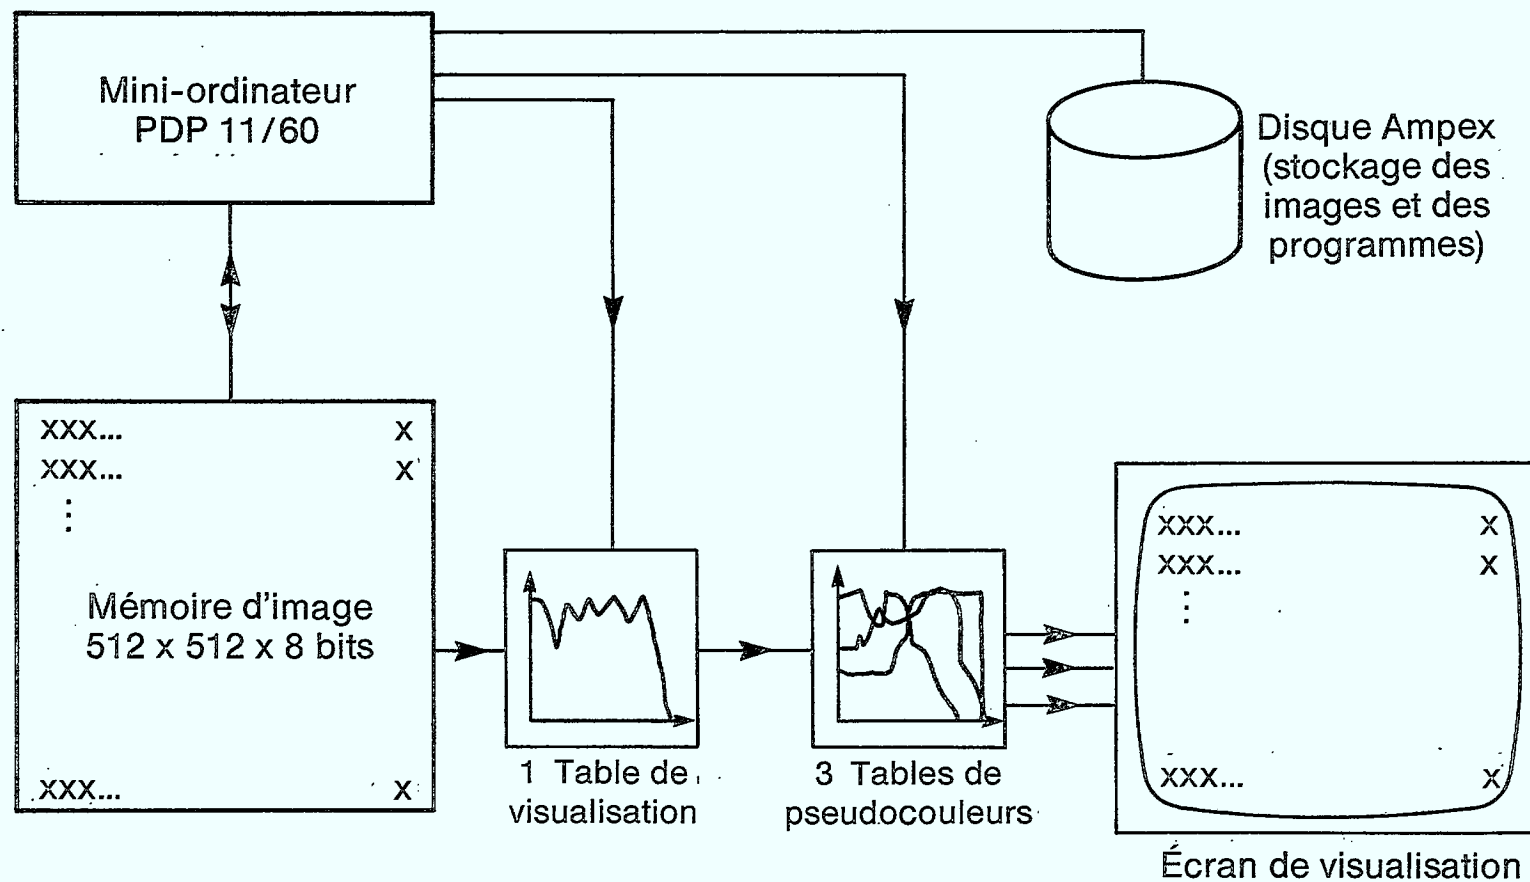 Mini-ordinateur
PDP 11/60
Disque Ampex
(stockage des
images et des
programmes)
xxx... x
xxx... x
Mémoire d'image
512 x 512 x 8 bits
xxx... x
1 Table de
visualisation
3 Tables de
pseudocouleurs
xxx... x
xxx... x
xxx... x
Écran de visualisation